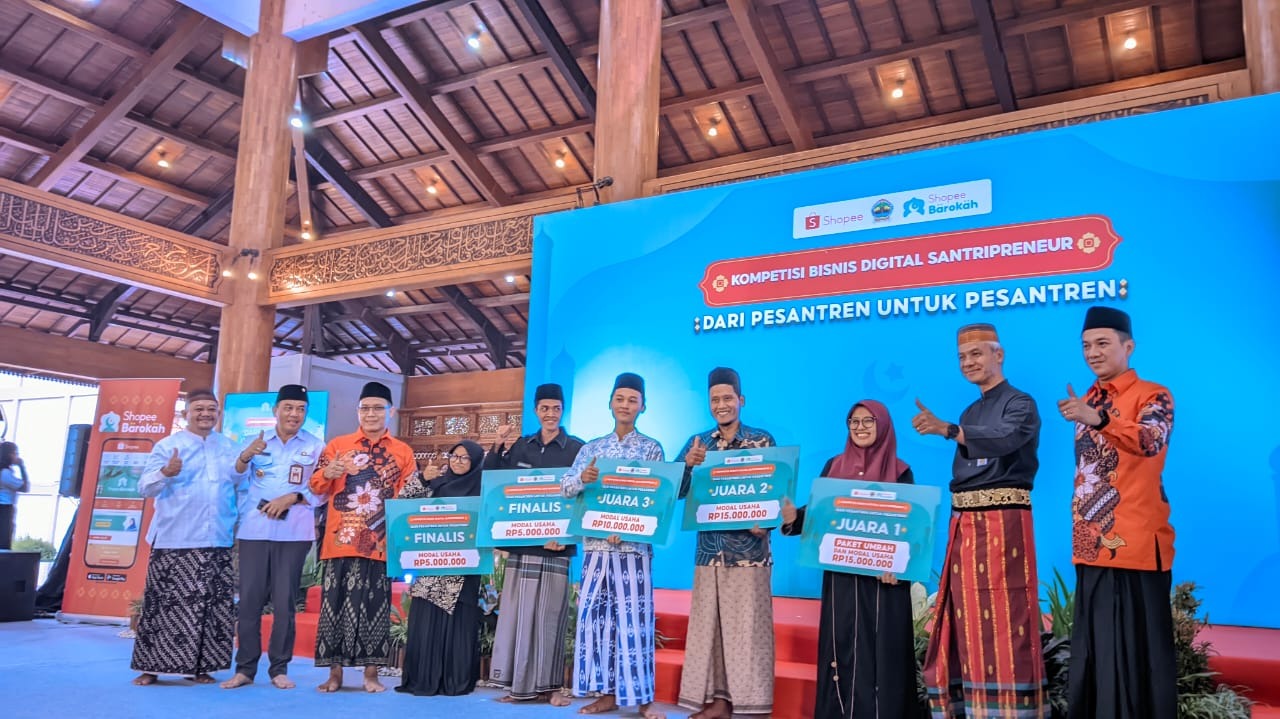 Shopee
Shopee
Barokah
KOMPETISI BISNIS DIGITAL SANTRIPRENEUR
DARI PESANTREN UNTUK PESANTREN
Shopee
Barokah
FINALIS
MODAL USAHA
RP5.000.000
FINALIS
MODAL USAHA
RP5.000.000
JUARA 3
MODAL USAHA
RP10.000.000
JUARA 2
MODAL USAHA
RP15.000.000
JUARA 1
PAKET UMRAH
DAN MODAL USAHA
RP15.000.000